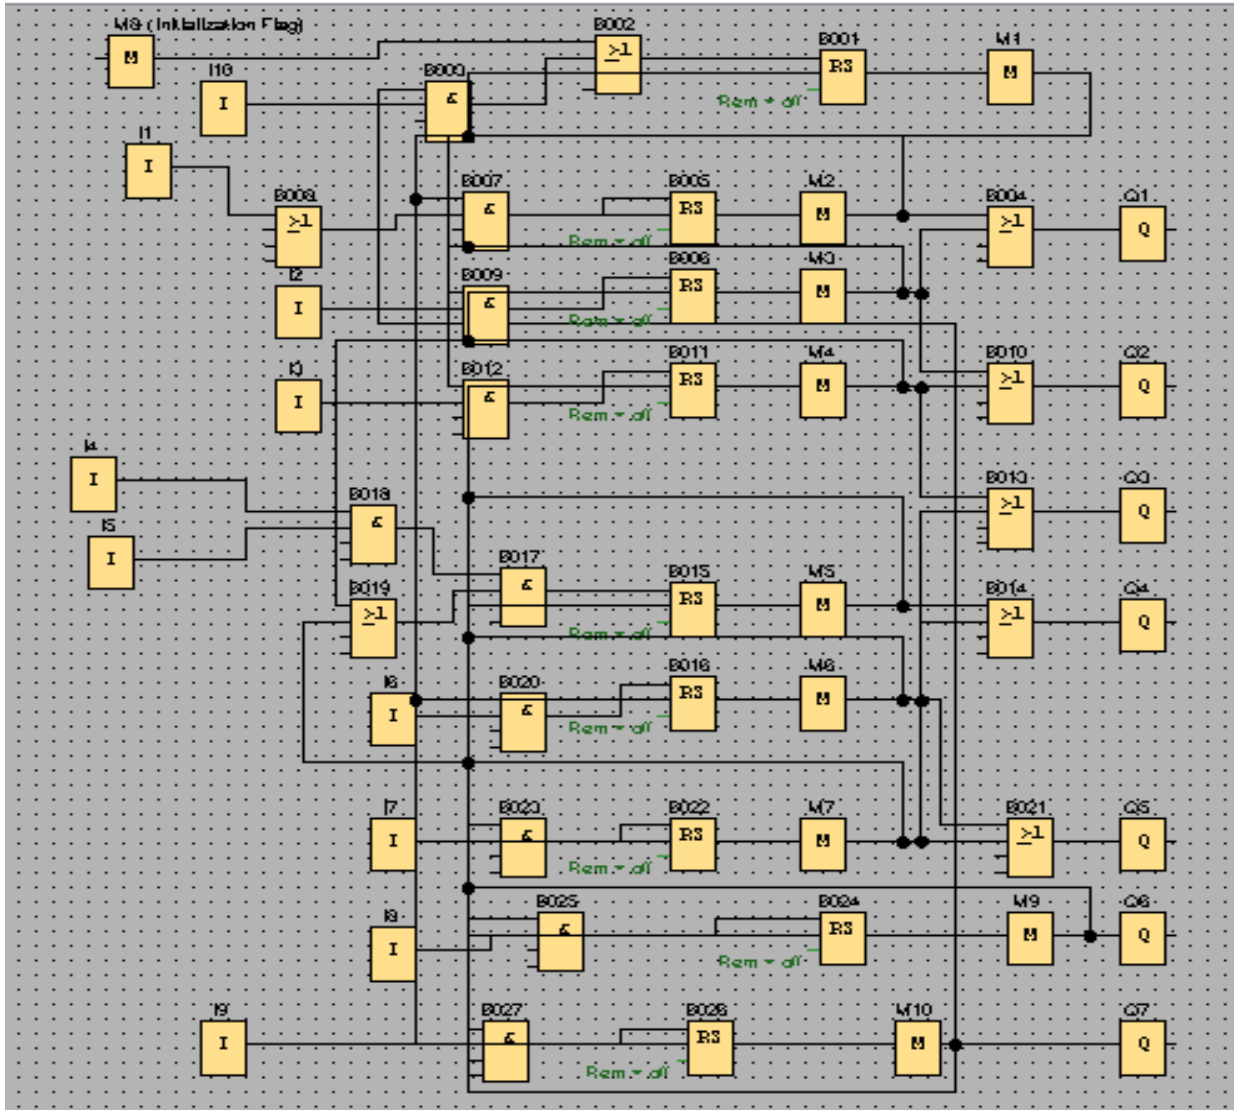 M8 (Initialization Flag)
B002
B001
M1
M
≥1
RS
M
I10
B003
I
&
Rem = off
I1
I
B008
B007
B005
M2
B004
Q1
≥1
&
RS
M
≥1
Q
Rem = off
I2
B009
B006
M3
I
&
RS
M
Rem = off
I3
B012
B011
M4
B010
Q2
I
&
RS
M
≥1
Q
Rem = off
I4
I
B018
B013
Q3
&
≥1
Q
I5
I
B017
B015
M5
B014
Q4
&
RS
M
≥1
Q
B019
≥1
Rem = off
I6
B020
B016
M6
I
&
RS
M
Rem = off
I7
B023
B022
M7
B021
Q5
I
&
RS
M
≥1
Q
Rem = off
I8
B025
B024
M9
Q6
I
&
RS
M
Q
Rem = off
I9
B027
B026
M10
Q7
I
&
RS
M
Q
Rem = off